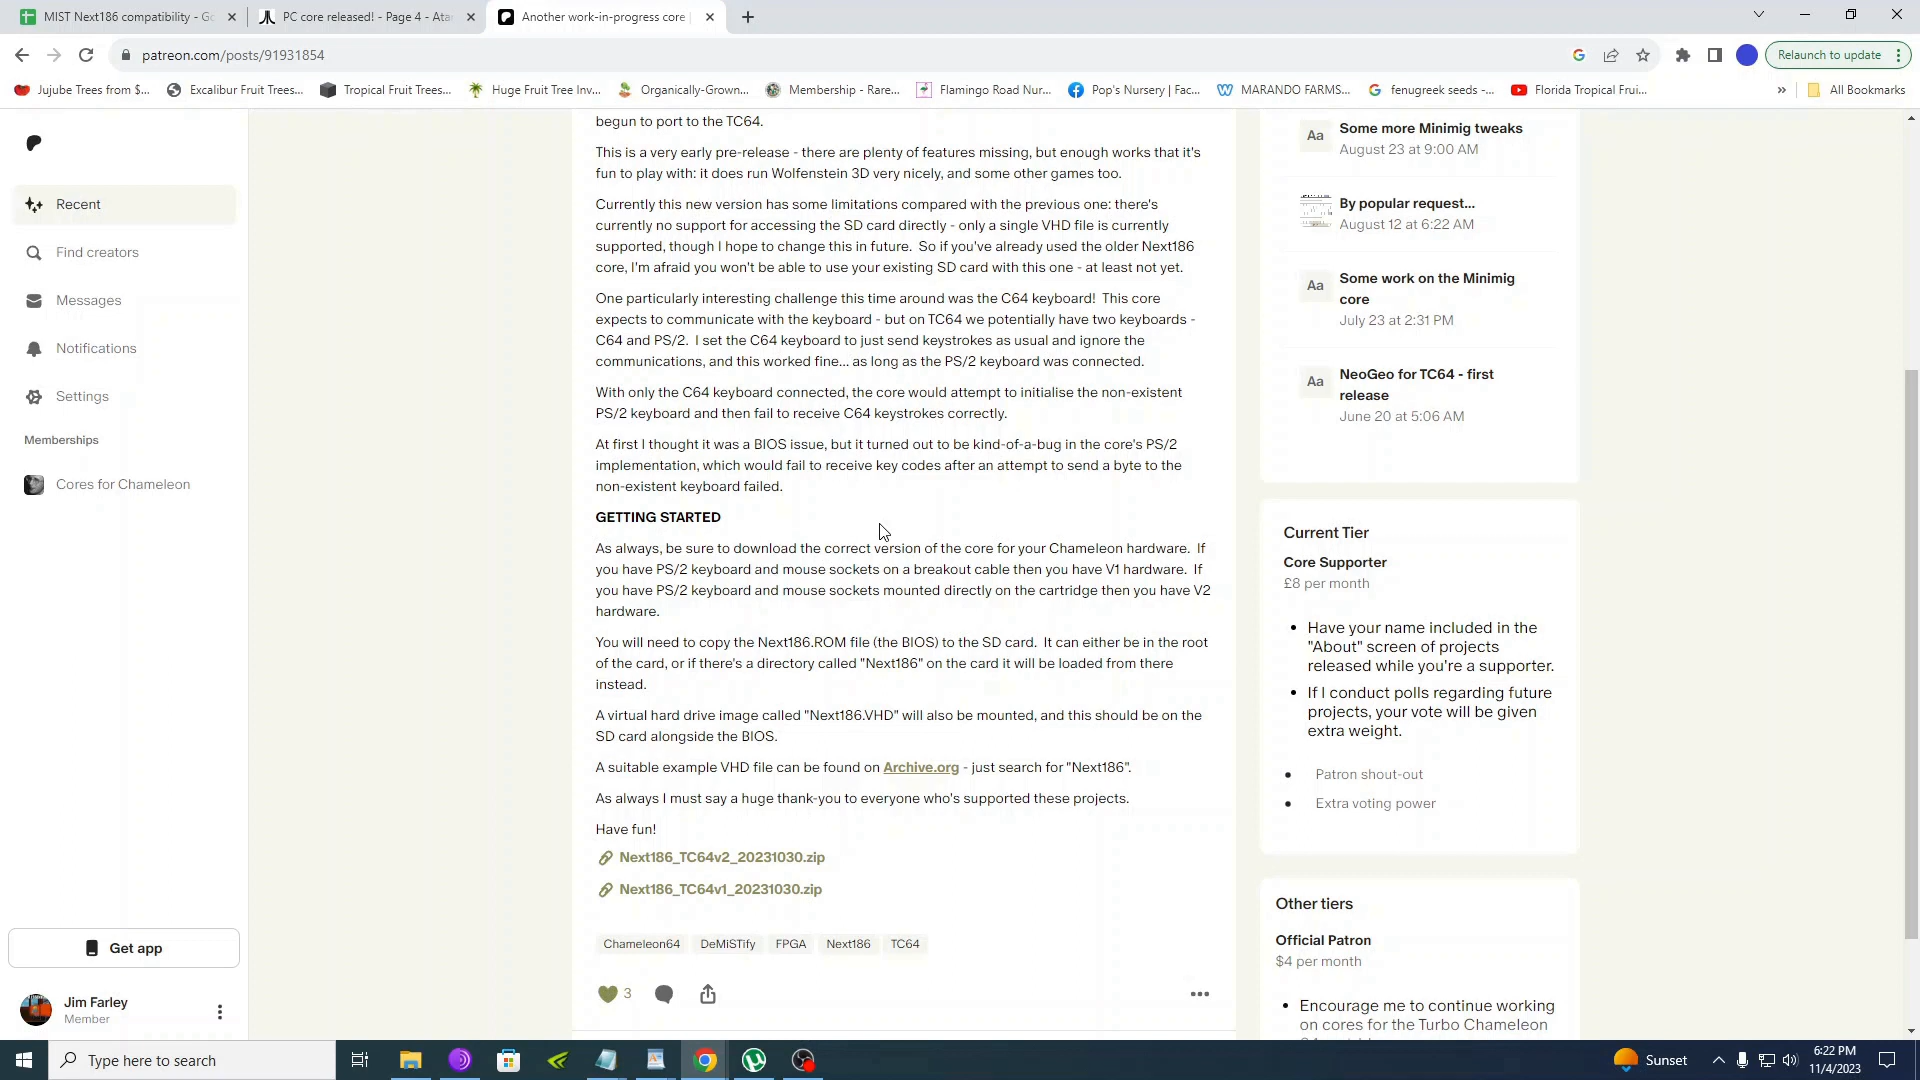 MIST Next186 compatibility - Go
PC core released! - Page 4 - Ata
Another work-in-progress core
patreon.com/posts/91931854
Relaunch to update
Jujube Trees from $...
Excalibur Fruit Trees...
Tropical Fruit Trees...
Huge Fruit Tree Inv...
Organically-Grown...
Membership - Rare...
Flamingo Road Nur...
Pop's Nursery | Fac...
MARANDO FARMS...
fenugreek seeds -...
Florida Tropical Frui...
»
All Bookmarks
Recent
Find creators
Messages
Notifications
Settings
Memberships
Cores for Chameleon
Get app
Jim Farley
Member
begun to port to the TC64.
This is a very early pre-release - there are plenty of features missing, but enough works that it's
fun to play with: it does run Wolfenstein 3D very nicely, and some other games too.
Currently this new version has some limitations compared with the previous one: there's
currently no support for accessing the SD card directly - only a single VHD file is currently
supported, though I hope to change this in future.  So if you've already used the older Next186
core, I'm afraid you won't be able to use your existing SD card with this one - at least not yet.
One particularly interesting challenge this time around was the C64 keyboard!  This core
expects to communicate with the keyboard - but on TC64 we potentially have two keyboards -
C64 and PS/2.  I set the C64 keyboard to just send keystrokes as usual and ignore the
communications, and this worked fine... as long as the PS/2 keyboard was connected.
With only the C64 keyboard connected, the core would attempt to initialise the non-existent
PS/2 keyboard and then fail to receive C64 keystrokes correctly.
At first I thought it was a BIOS issue, but it turned out to be kind-of-a-bug in the core's PS/2
implementation, which would fail to receive key codes after an attempt to send a byte to the
non-existent keyboard failed.
GETTING STARTED
As always, be sure to download the correct version of the core for your Chameleon hardware.  If
you have PS/2 keyboard and mouse sockets on a breakout cable then you have V1 hardware.  If
you have PS/2 keyboard and mouse sockets mounted directly on the cartridge then you have V2
hardware.
You will need to copy the Next186.ROM file (the BIOS) to the SD card.  It can either be in the root
of the card, or if there's a directory called "Next186" on the card it will be loaded from there
instead.
A virtual hard drive image called "Next186.VHD" will also be mounted, and this should be on the
SD card alongside the BIOS.
A suitable example VHD file can be found on Archive.org - just search for "Next186".
As always I must say a huge thank-you to everyone who's supported these projects.
Have fun!
Next186_TC64v2_20231030.zip
Next186_TC64v1_20231030.zip
Chameleon64 DeMiSTify FPGA Next186 TC64
3
Aa
Some more Minimig tweaks
August 23 at 9:00 AM
By popular request...
August 12 at 6:22 AM
Aa
Some work on the Minimig
core
July 23 at 2:31 PM
Aa
NeoGeo for TC64 - first
release
June 20 at 5:06 AM
Current Tier
Core Supporter
£8 per month
• Have your name included in the
"About" screen of projects
released while you're a supporter.
• If I conduct polls regarding future
projects, your vote will be given
extra weight.
• Patron shout-out
• Extra voting power
Other tiers
Official Patron
$4 per month
• Encourage me to continue working
on cores for the Turbo Chameleon
Type here to search
Sunset
6:22 PM
11/4/2023